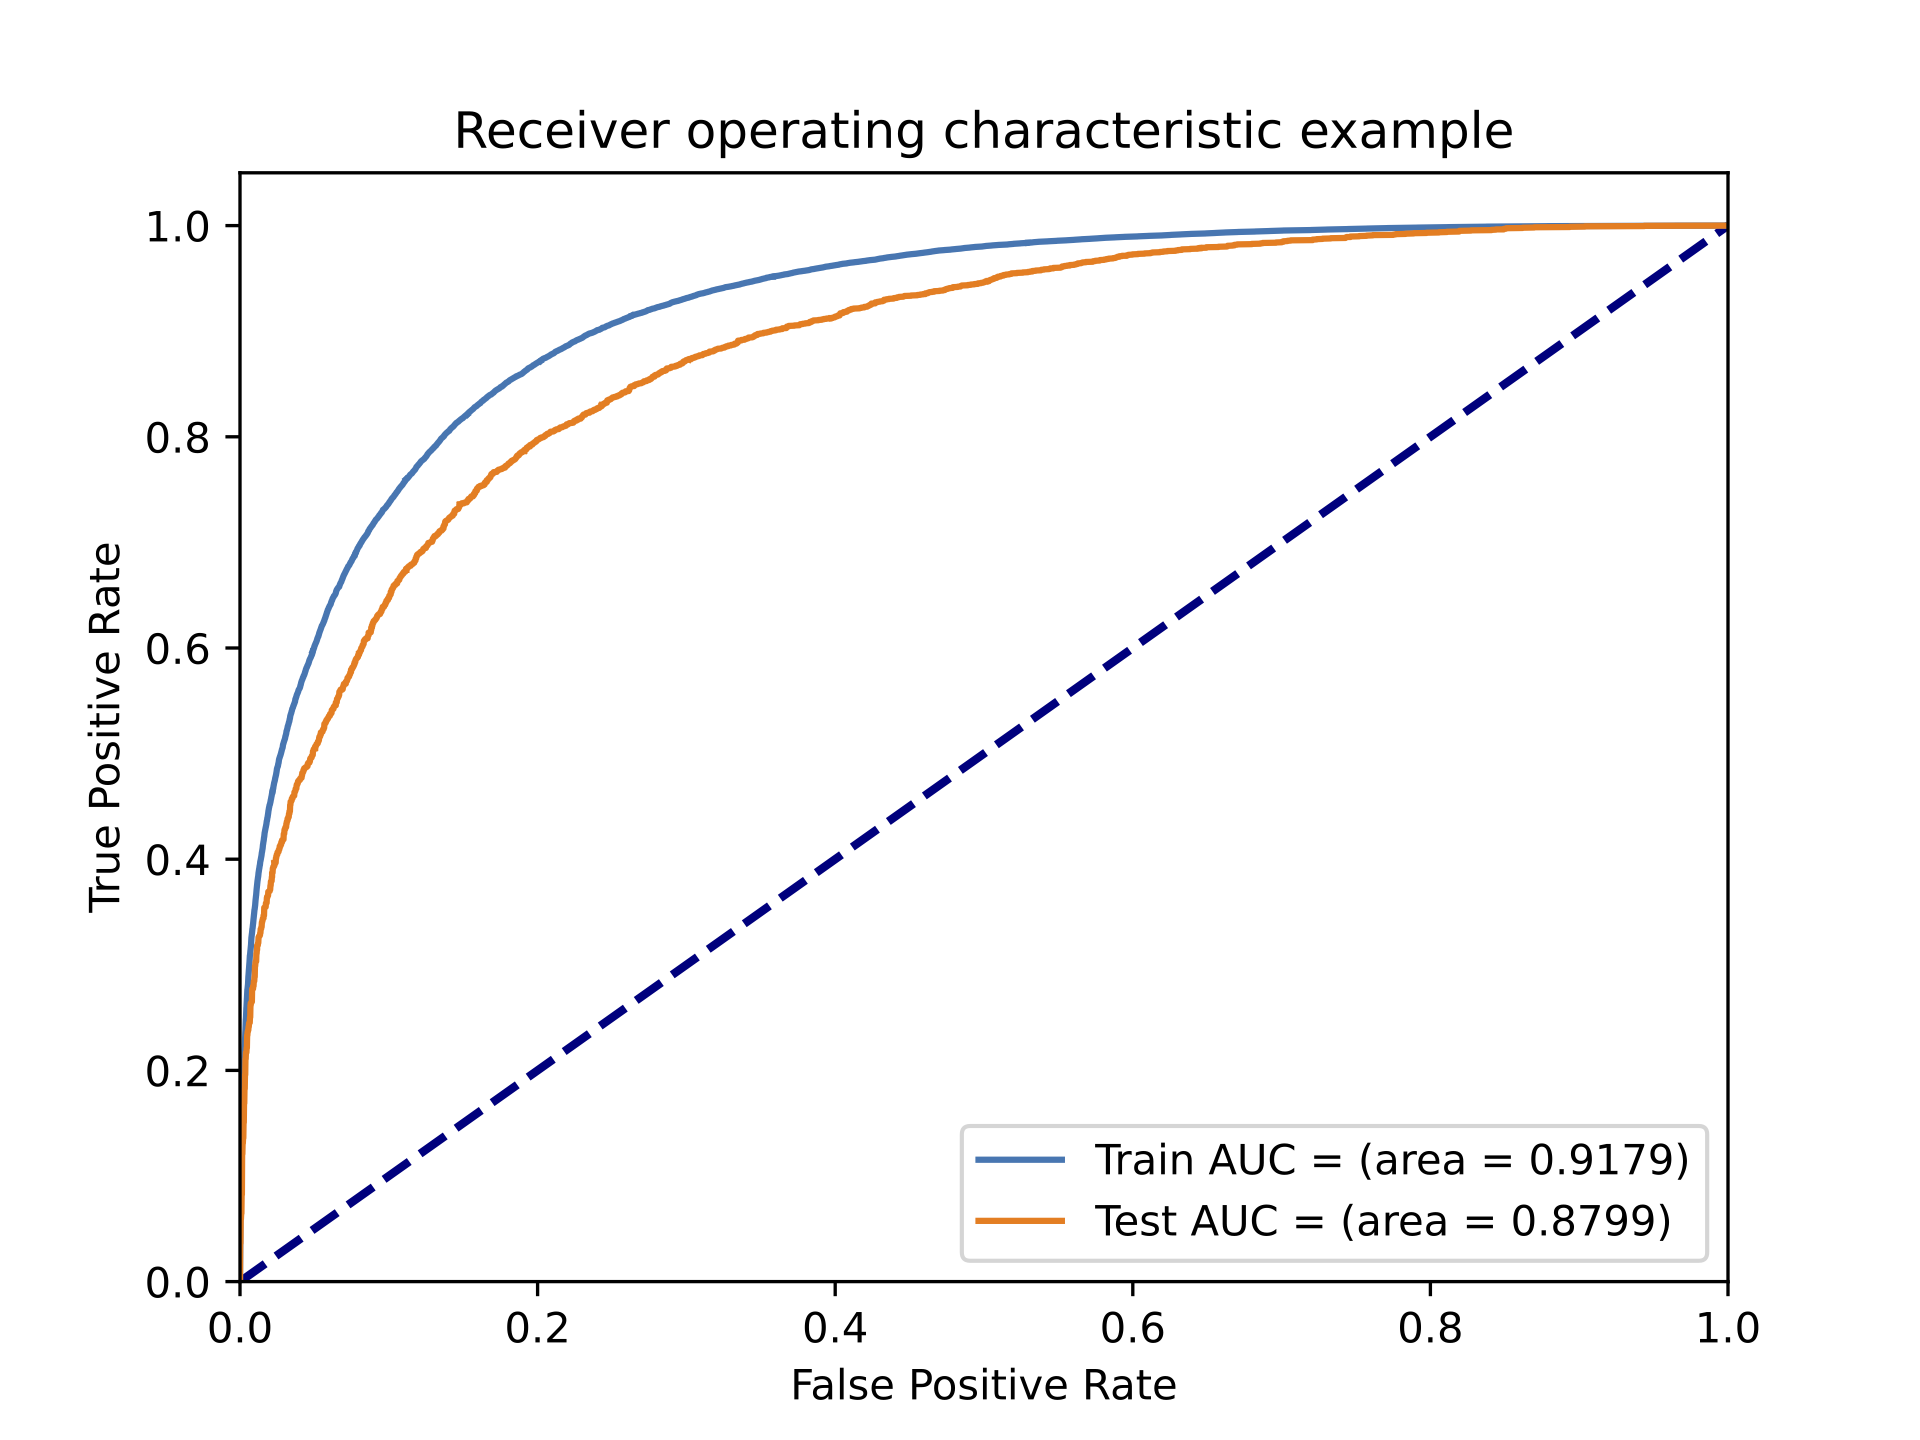 Receiver operating characteristic example
1.0
0.8
0.6
0.4
0.2
0.0
True Positive Rate
Train AUC = (area = 0.9179)
Test AUC = (area = 0.8799)
0.0 0.2 0.4 0.6 0.8 1.0
False Positive Rate